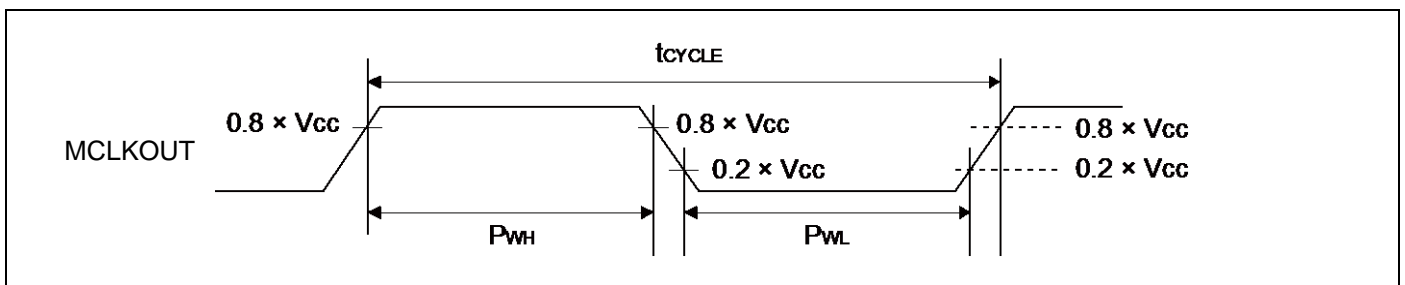 tCYCLE
0.8 × Vcc
0.8 × Vcc
0.8 × Vcc
MCLKOUT
0.2 × Vcc
0.2 × Vcc
PWH
PWL